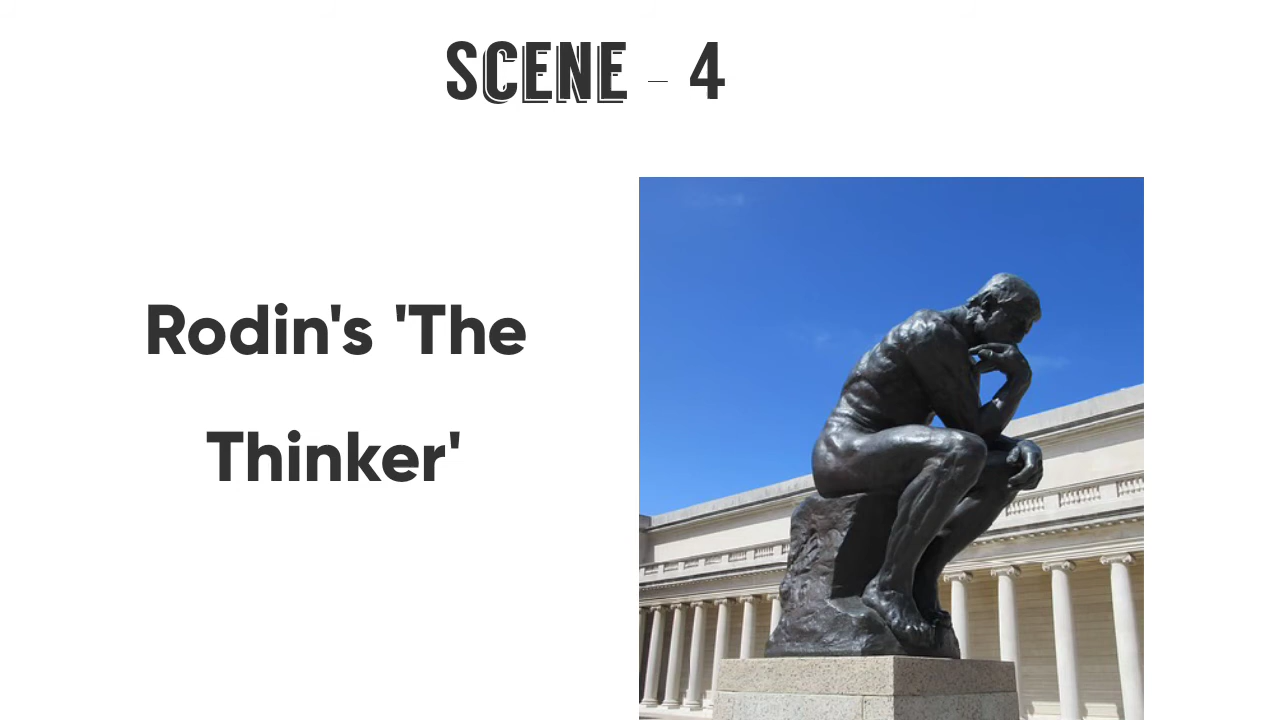 SCENE – 4
Rodin's 'The
Thinker'